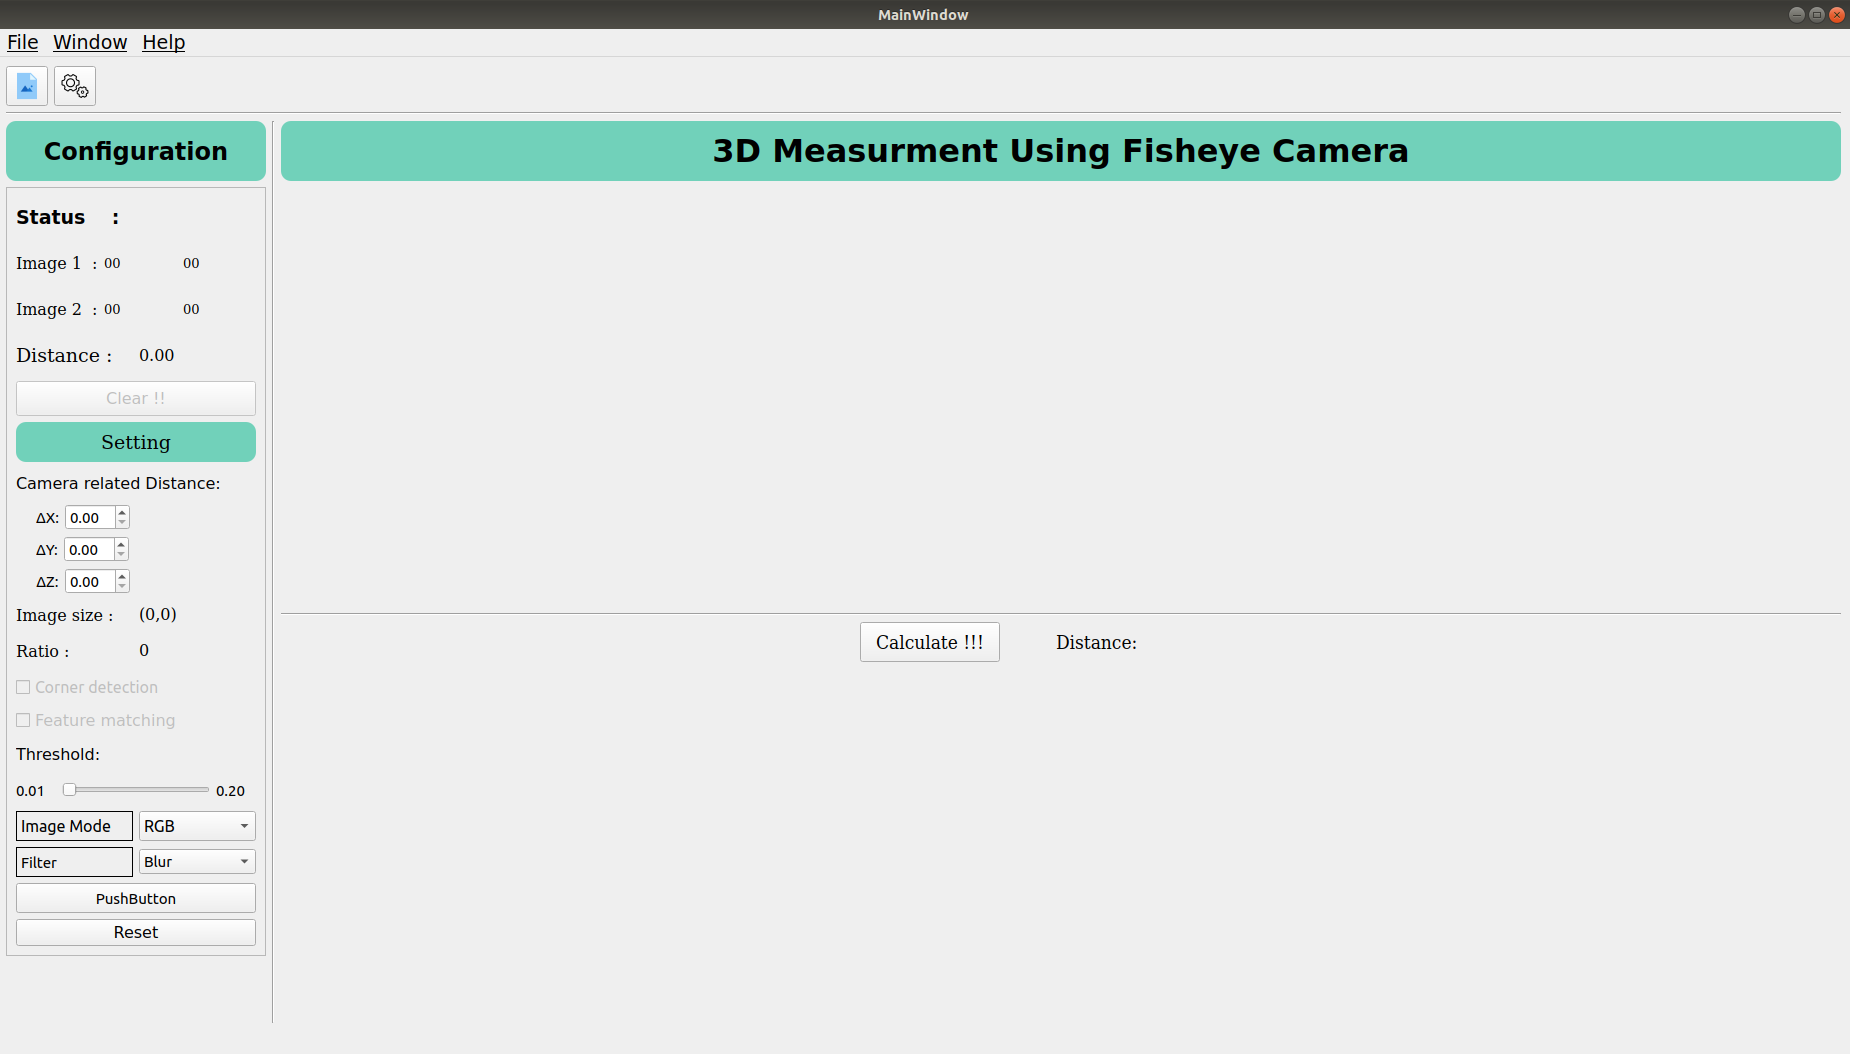 MainWindow
File Window Help
Configuration
3D Measurment Using Fisheye Camera
Status :
Image 1 : 00 00
Image 2 : 00 00
Distance : 0.00
Clear !!
Setting
Camera related Distance:
ΔX: 0.00
ΔY: 0.00
ΔZ: 0.00
Image size : (0,0)
Calculate !!! Distance:
Ratio : 0
Corner detection
Feature matching
Threshold:
0.01 0.20
Image Mode RGB
Filter Blur
PushButton
Reset